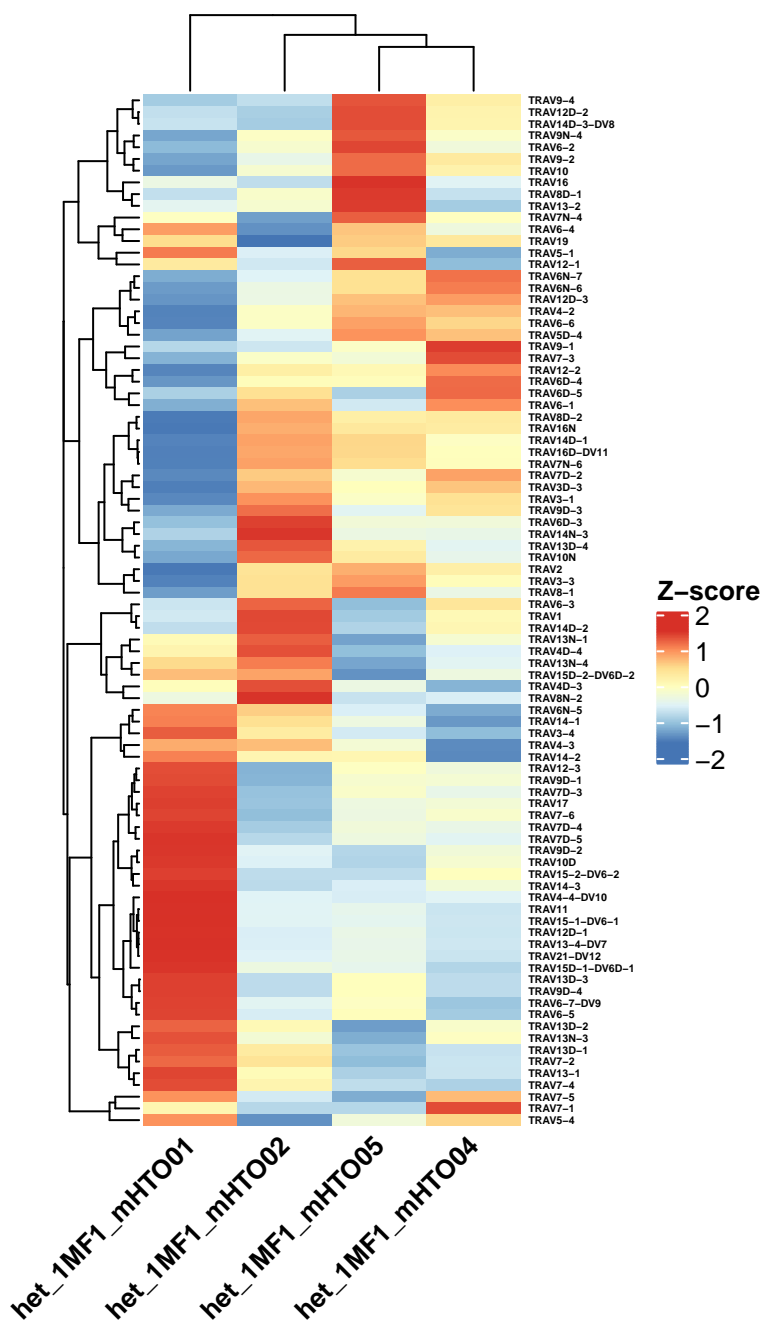 TRAV9−4
TRAV12D−2
TRAV14D−3−DV8
TRAV9N−4
TRAV6−2
TRAV9−2
TRAV10
TRAV16
TRAV8D−1
TRAV13−2
TRAV7N−4
TRAV6−4
TRAV19
TRAV5−1
TRAV12−1
TRAV6N−7
TRAV6N−6
TRAV12D−3
TRAV4−2
TRAV6−6
TRAV5D−4
TRAV9−1
TRAV7−3
TRAV12−2
TRAV6D−4
TRAV6D−5
TRAV6−1
TRAV8D−2
TRAV16N
TRAV14D−1
TRAV16D−DV11
TRAV7N−6
TRAV7D−2
TRAV3D−3
TRAV3−1
TRAV9D−3
TRAV6D−3
TRAV14N−3
TRAV13D−4
TRAV10N
TRAV2
TRAV3−3
TRAV8−1
TRAV6−3
TRAV1
TRAV14D−2
TRAV13N−1
TRAV4D−4
TRAV13N−4
TRAV15D−2−DV6D−2
TRAV4D−3
TRAV8N−2
TRAV6N−5
TRAV14−1
TRAV3−4
TRAV4−3
TRAV14−2
TRAV12−3
TRAV9D−1
TRAV7D−3
TRAV17
TRAV7−6
TRAV7D−4
TRAV7D−5
TRAV9D−2
TRAV10D
TRAV15−2−DV6−2
TRAV14−3
TRAV4−4−DV10
TRAV11
TRAV15−1−DV6−1
TRAV12D−1
TRAV13−4−DV7
TRAV21−DV12
TRAV15D−1−DV6D−1
TRAV13D−3
TRAV9D−4
TRAV6−7−DV9
TRAV6−5
TRAV13D−2
TRAV13N−3
TRAV13D−1
TRAV7−2
TRAV13−1
TRAV7−4
TRAV7−5
TRAV7−1
TRAV5−4
Z−score
2
1
0
−1
−2
het_1MF1_mHTO01
het_1MF1_mHTO02
het_1MF1_mHTO05
het_1MF1_mHTO04